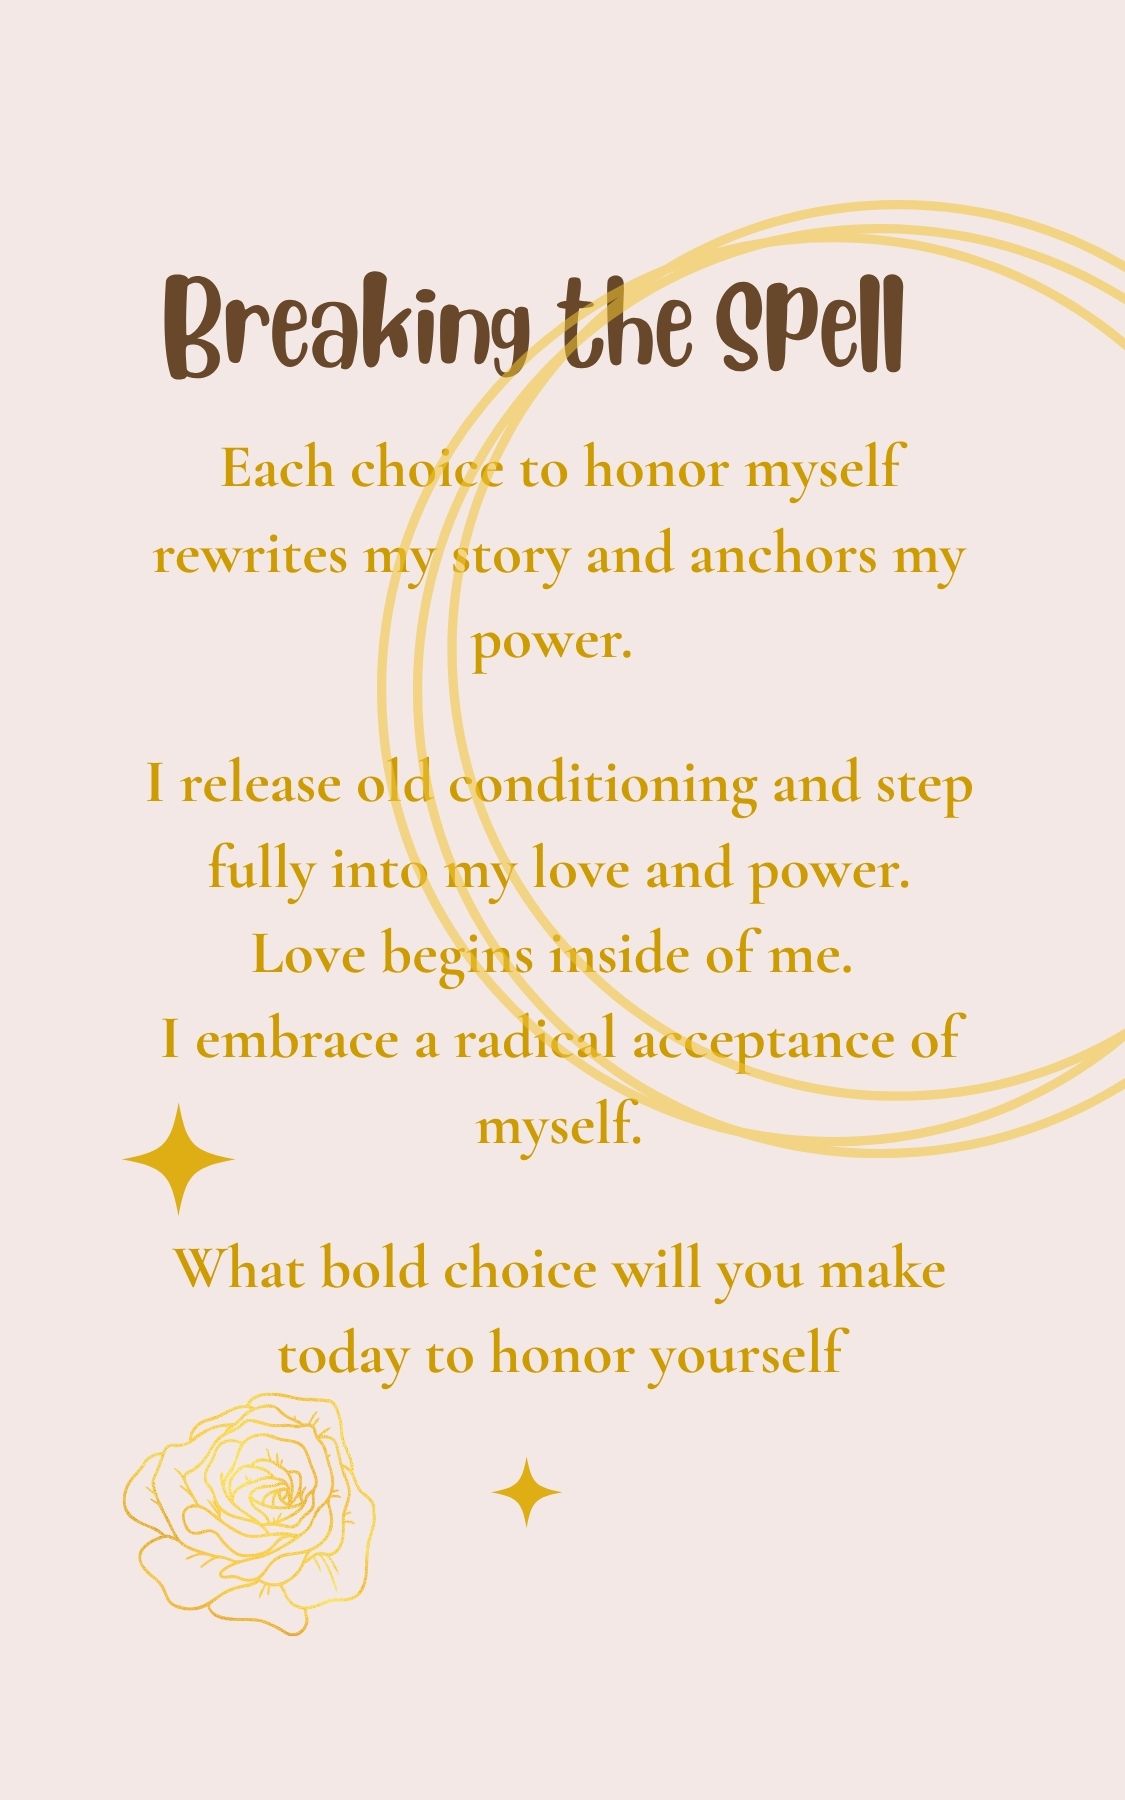 Breaking the spell
Each choice to honor myself
rewrites my story and anchors my
power.
I release old conditioning and step
fully into my love and power.
Love begins inside of me.
I embrace a radical acceptance of
myself.
What bold choice will you make
today to honor yourself